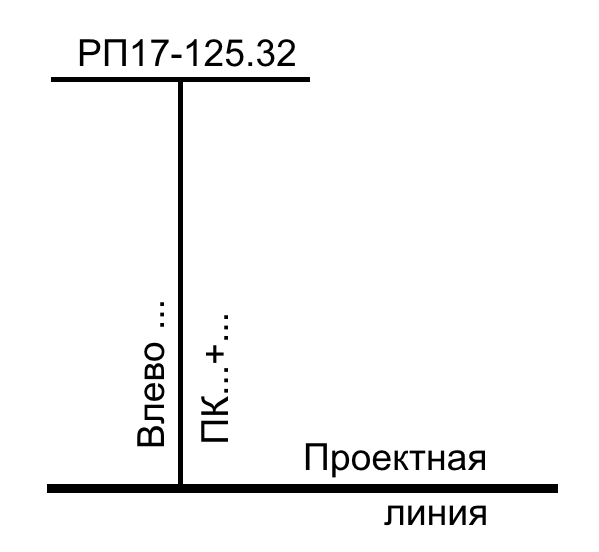 РП17-125.32
Влево ...
ПК...+...
Проектная
линия